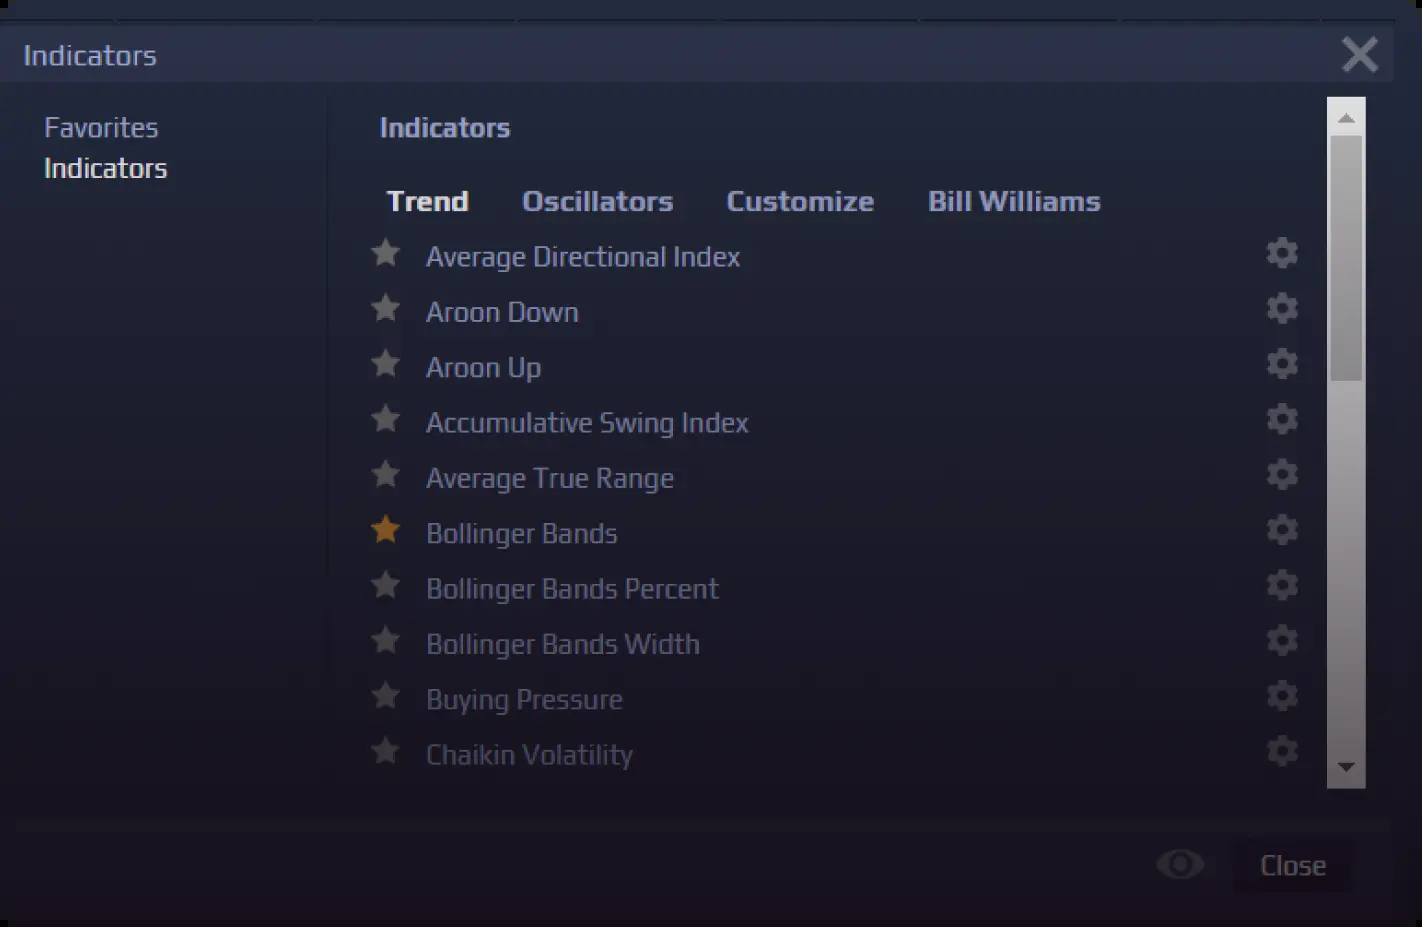 Indicators
Favorites
Indicators
Indicators
Trend Oscillators Customize Bill Williams
Average Directional Index
Aroon Down
Aroon Up
Accumulative Swing Index
Average True Range
Bollinger Bands
Bollinger Bands Percent
Bollinger Bands Width
Buying Pressure
Chaikin Volatility
Close